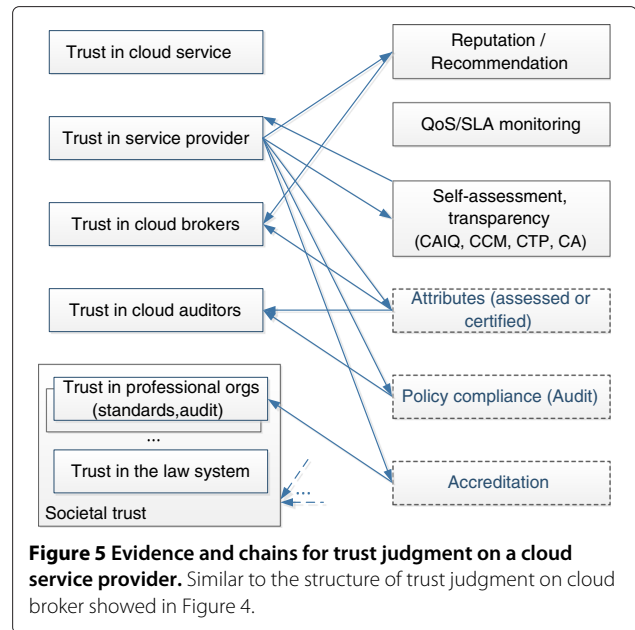 Trust in cloud service
Trust in service provider
Trust in cloud brokers
Trust in cloud auditors
Trust in professional orgs
(standards,audit)
...
Trust in the law system
Societal trust
...
Reputation /
Recommendation
QoS/SLA monitoring
Self-assessment,
transparency
(CAIQ, CCM, CTP, CA)
Attributes (assessed or
certified)
Policy compliance (Audit)
Accreditation
Figure 5 Evidence and chains for trust judgment on a cloud
service provider. Similar to the structure of trust judgment on cloud
broker showed in Figure 4.